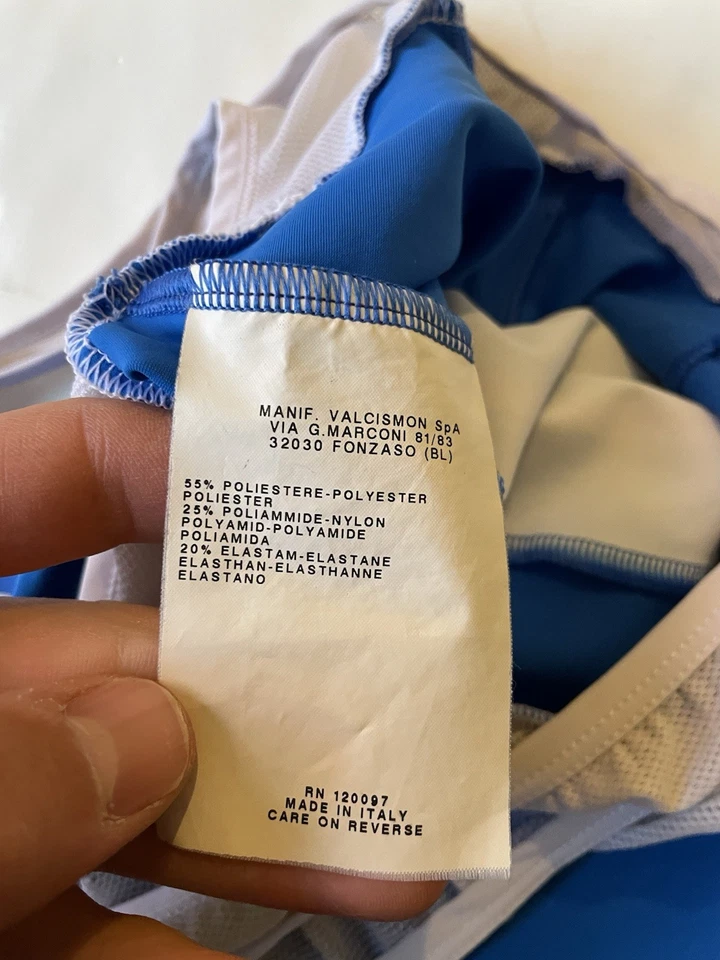 MANIF. VALCISMON SpA
VIA G.MARCONI 81/83
32030 FONZASO (BL)
55% POLIESTERE-POLYESTER
POLIESTER
25% POLIAMMIDE-NYLON
POLYAMID-POLYAMIDE
POLIAMIDA
20% ELASTAM-ELASTANE
ELASTHAN-ELASTHANNE
ELASTANO
RN 120097
MADE IN ITALY
CARE ON REVERSE